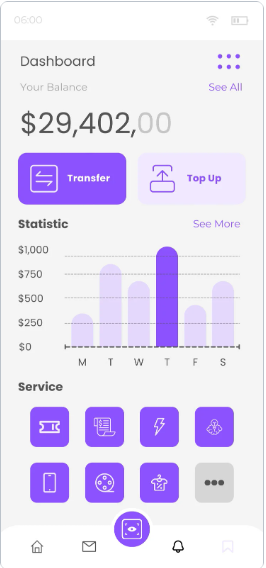 06:00
Dashboard
Your Balance See All
$29,402,00
Transfer Top Up
Statistic See More
$1,000
$750
$500
$250
$0
M T W T F S
Service